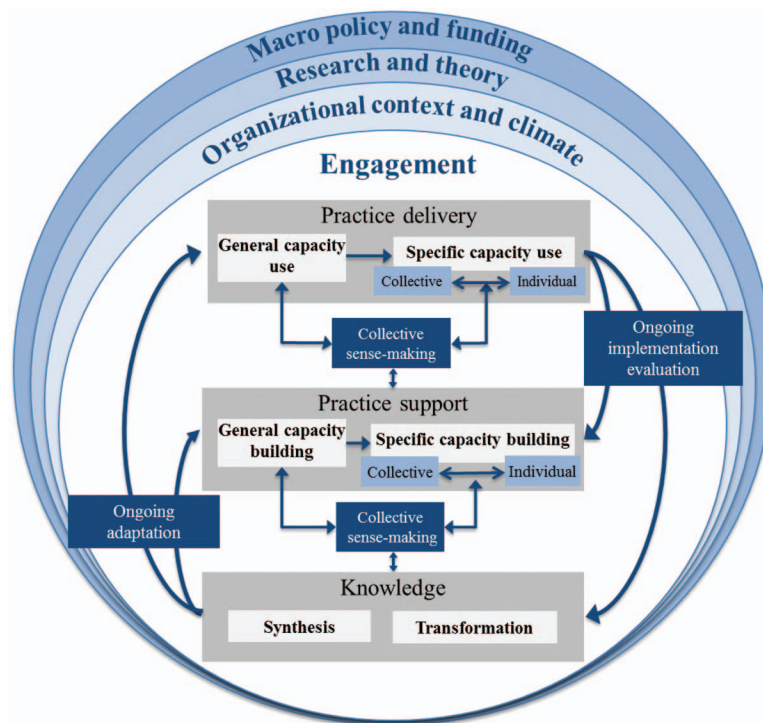 Macro policy and funding
Research and theory
Organizational context and climate
Engagement
Practice delivery
General capacity
use
Specific capacity use
Collective
Individual
Collective
sense-making
Ongoing
implementation
evaluation
Practice support
General capacity
building
Specific capacity building
Collective
Individual
Ongoing
adaptation
Collective
sense-making
Knowledge
Synthesis
Transformation